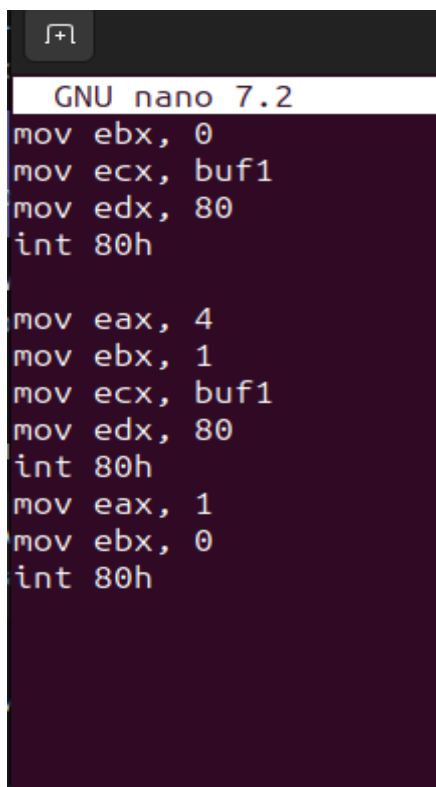 GNU nano 7.2
mov ebx, 0
mov ecx, buf1
mov edx, 80
int 80h
mov eax, 4
mov ebx, 1
mov ecx, buf1
mov edx, 80
int 80h
mov eax, 1
mov ebx, 0
int 80h